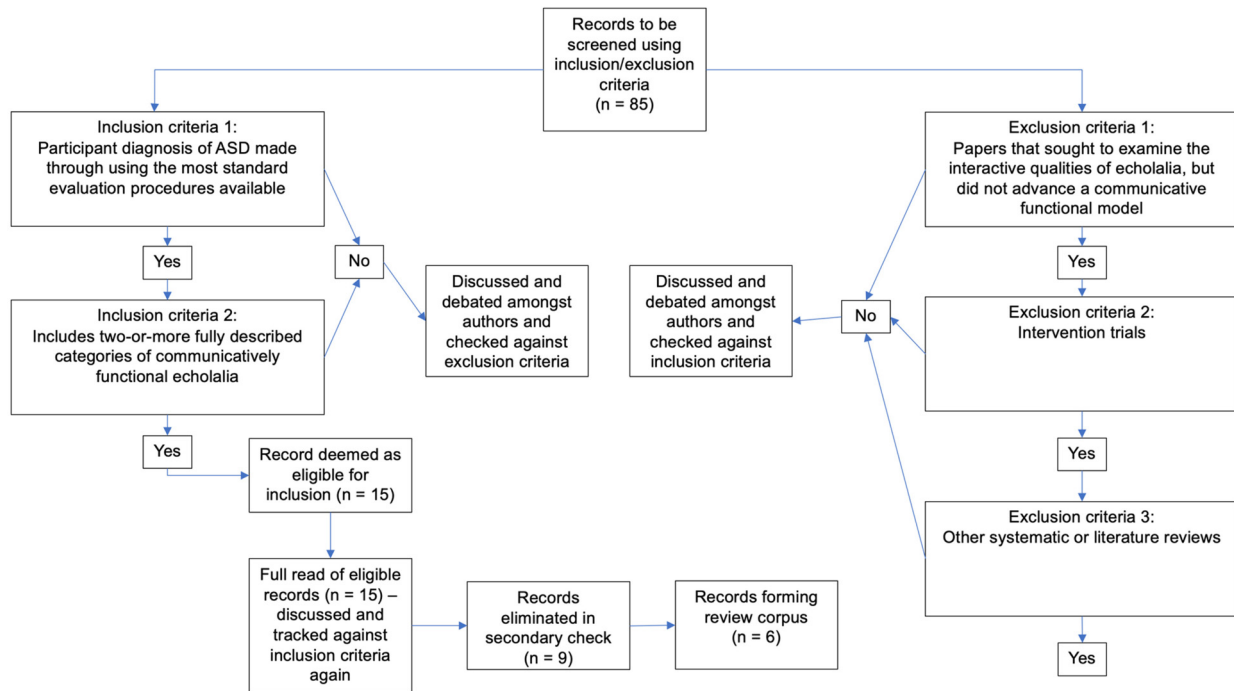 Records to be
screened using
inclusion/exclusion
criteria
(n = 85)
Inclusion criteria 1:
Participant diagnosis of ASD made
through using the most standard
evaluation procedures available
Yes
No
Inclusion criteria 2:
Includes two-or-more fully described
categories of communicatively
functional echolalia
Discussed and
debated amongst
authors and
checked against
exclusion criteria
Yes
Record deemed as
eligible for
inclusion (n = 15)
Full read of eligible
records (n = 15) –
discussed and
tracked against
inclusion criteria
again
Records
eliminated in
secondary check
(n = 9)
Records forming
review corpus
(n = 6)
Exclusion criteria 1:
Papers that sought to examine the
interactive qualities of echolalia, but
did not advance a communicative
functional model
Yes
No
Discussed and
debated amongst
authors and
checked against
inclusion criteria
Exclusion criteria 2:
Intervention trials
Yes
Exclusion criteria 3:
Other systematic or literature reviews
Yes